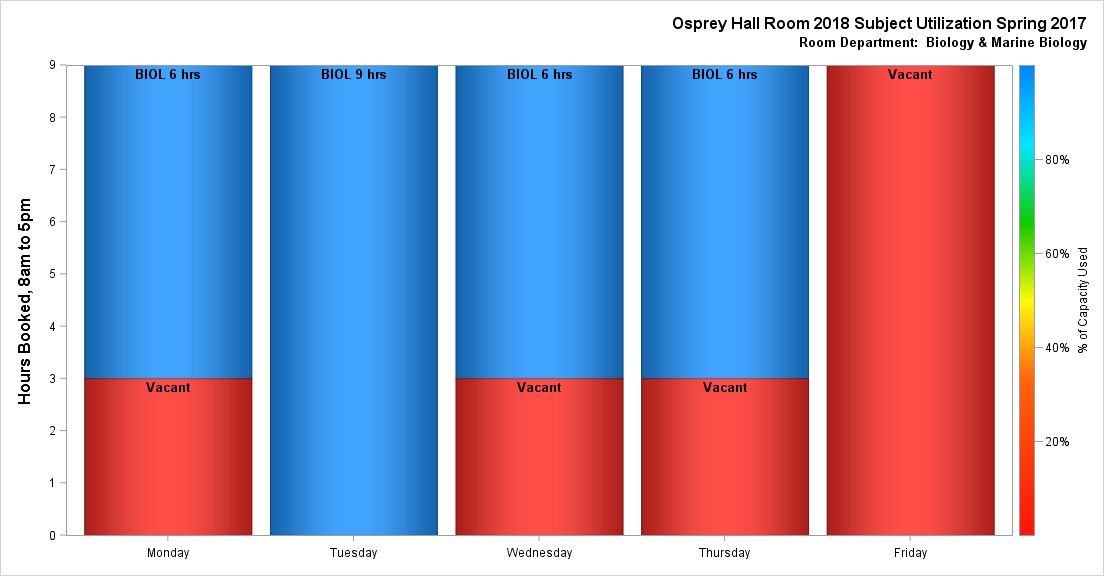 Osprey Hall Room 2018 Subject Utilization Spring 2017
Room Department: Biology & Marine Biology
Hours Booked, 8am to 5pm
9
8
7
6
5
4
3
2
1
0
BIOL 6 hrs
BIOL 9 hrs
BIOL 6 hrs
BIOL 6 hrs
Vacant
Vacant
Vacant
Vacant
Monday
Tuesday
Wednesday
Thursday
Friday
80%
60%
40%
20%
% of Capacity Used